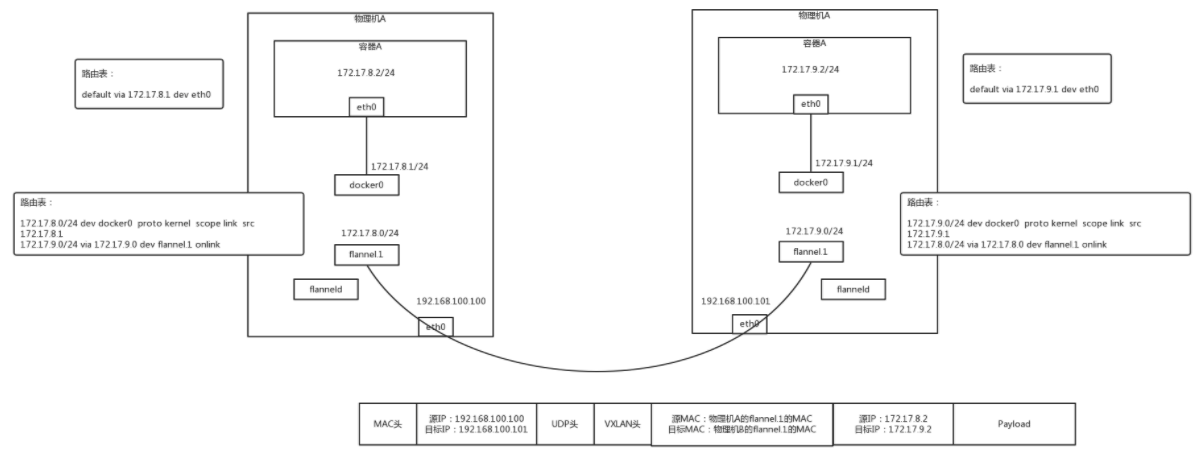 物理机A
容器A
172.17.8.2/24
eth0
路由表：
default via 172.17.8.1 dev eth0
172.17.8.1/24
docker0
路由表：
172.17.8.0/24 dev docker0 proto kernel scope link src
172.17.8.1
172.17.9.0/24 via 172.17.9.0 dev flannel.1 onlink
172.17.8.0/24
flannel.1
flanneld
192.168.100.100
eth0
物理机A
容器A
172.17.9.2/24
eth0
路由表：
default via 172.17.9.1 dev eth0
172.17.9.1/24
docker0
路由表：
172.17.9.0/24 dev docker0 proto kernel scope link src
172.17.9.1
172.17.8.0/24 via 172.17.8.0 dev flannel.1 onlink
172.17.9.0/24
flannel.1
flanneld
192.168.100.101
eth0
MAC头
源IP：192.168.100.100
目标IP：192.168.100.101
UDP头
VXLAN头
源MAC：物理机A的flannel.1的MAC
目标MAC：物理机B的flannel.1的MAC
源IP：172.17.8.2
目标IP：172.17.9.2
Payload